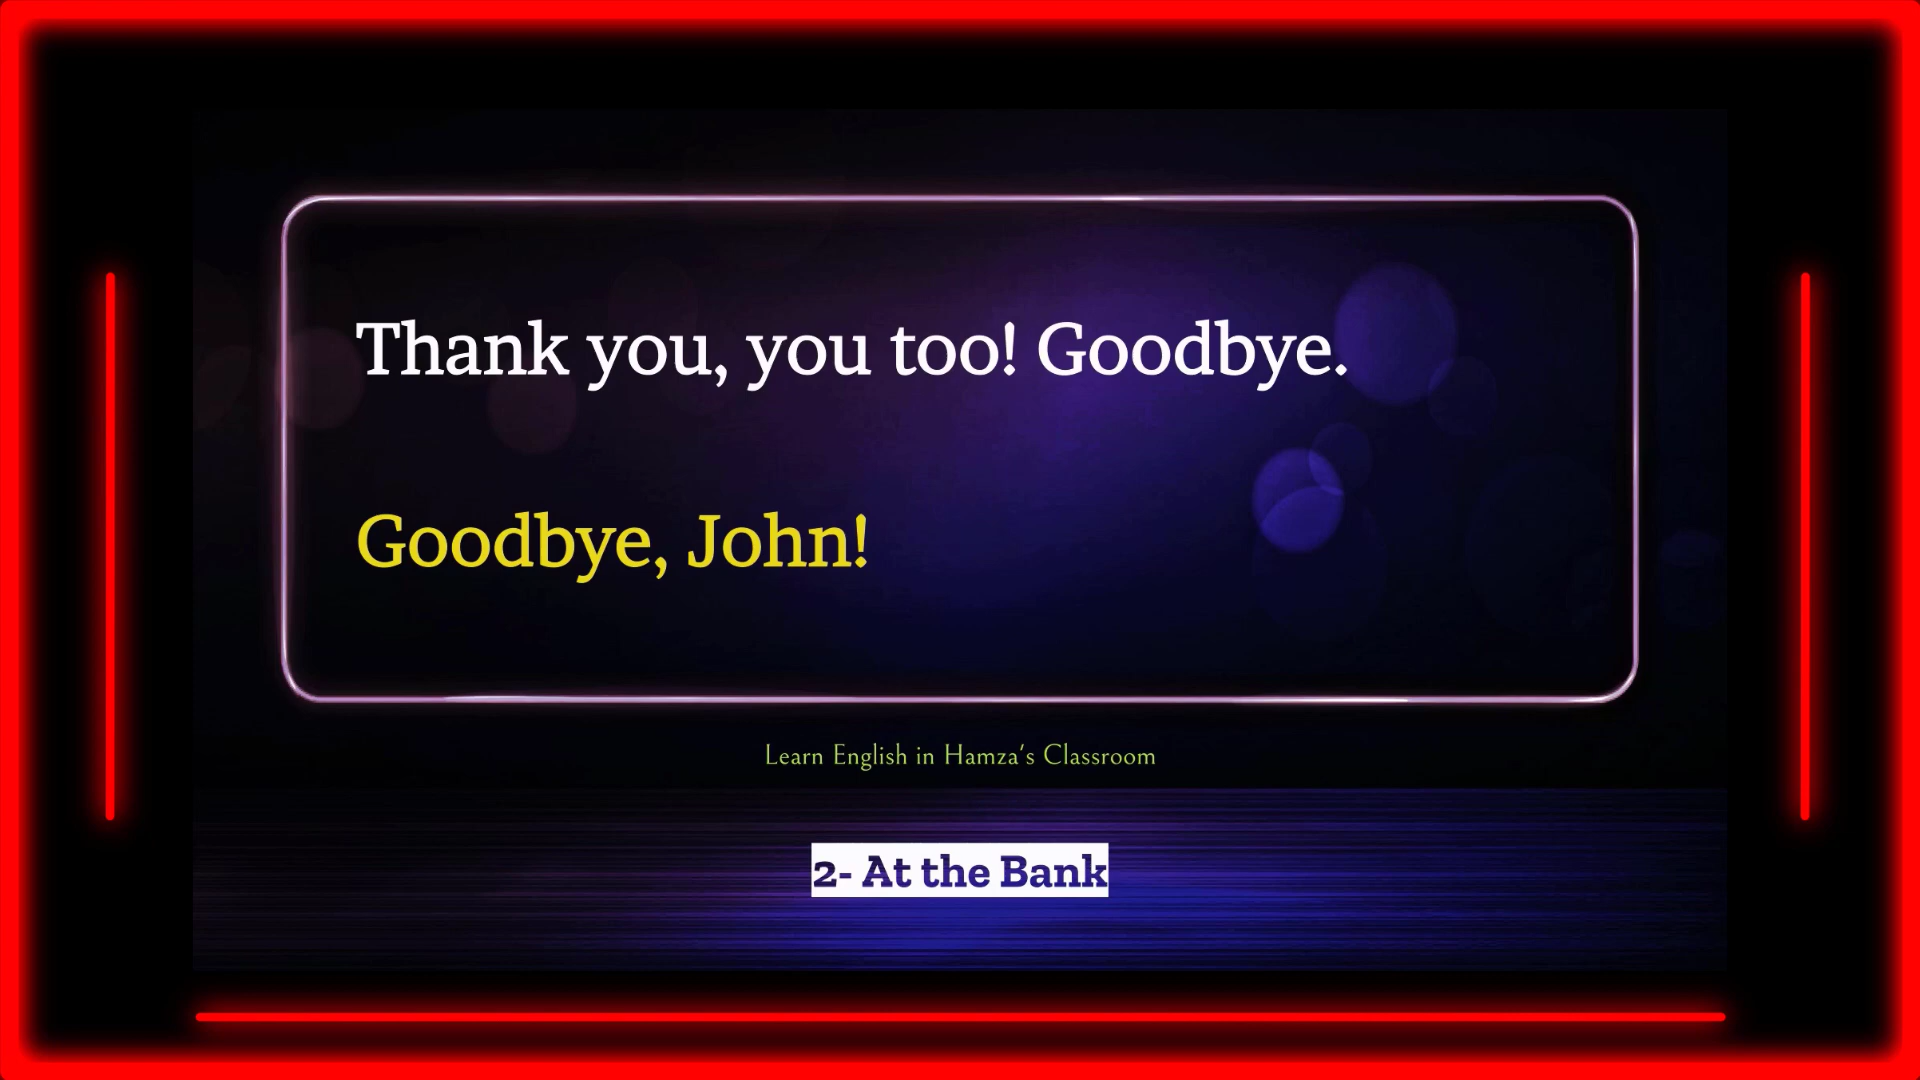 Thank you, you too! Goodbye.
Goodbye, John!
Learn English in Hamza's Classroom
2- At the Bank